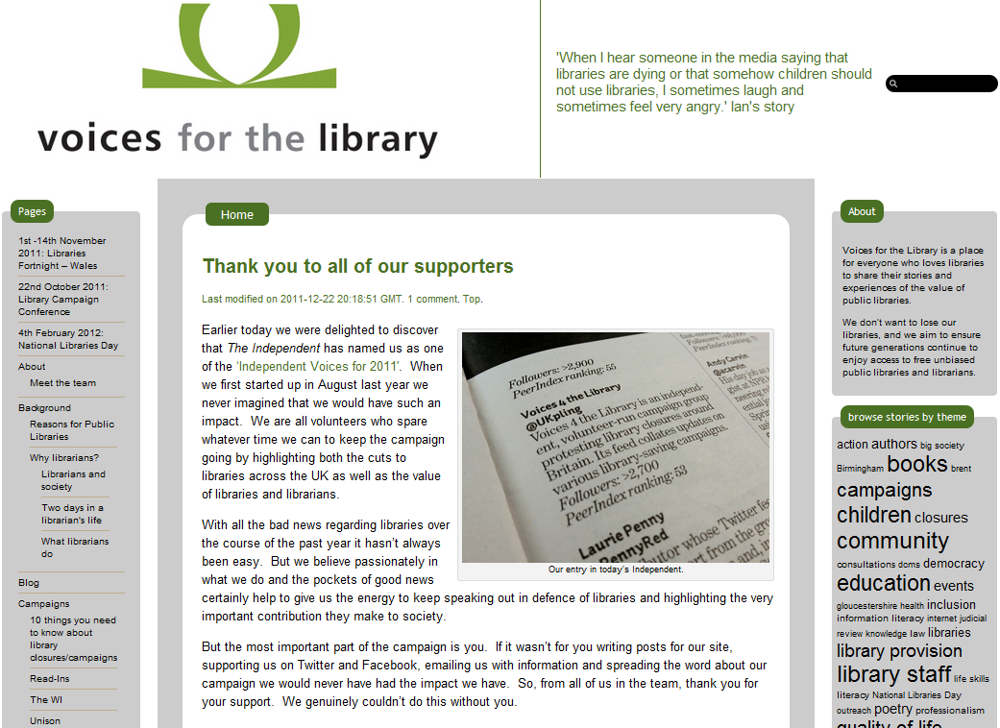 voices for the library
'When I hear someone in the media saying that
libraries are dying or that somehow children should
not use libraries, I sometimes laugh and
sometimes feel very angry.' Ian's story
Pages
1st -14th November
2011: Libraries
Fortnight – Wales
22nd October 2011:
Library Campaign
Conference
4th February 2012:
National Libraries Day
About
Meet the team
Background
Reasons for Public
Libraries
Why librarians?
Librarians and
society
Two days in a
librarian's life
What librarians
do
Blog
Campaigns
10 things you need
to know about
library
closures/campaigns
Read-Ins
The WI
Unison
Home
Thank you to all of our supporters
Last modified on 2011-12-22 20:18:51 GMT. 1 comment. Top.
Earlier today we were delighted to discover
that The Independent has named us as one
of the 'Independent Voices for 2011'.  When
we first started up in August last year we
never imagined that we would have such an
impact.  We are all volunteers who spare
whatever time we can to keep the campaign
going by highlighting both the cuts to
libraries across the UK as well as the value
of libraries and librarians.
Followers: >2,900
PeerIndex ranking: 55
Voices 4 the Library
@UKpling
Voices 4 the Library is an independ-
ent, volunteer-run campaign group
protesting library closures around
Britain. Its feed collates updates on
various library-saving campaigns.
Followers: >2,700
PeerIndex ranking: 53
Laurie Penny
PennyRed
butor whose Twitter fe
PeerIndex ranking:
Andy Carvin
@acarvin
His day job as
gist at NPR
Our entry in today's Independent.
With all the bad news regarding libraries over
the course of the past year it hasn't always
been easy.  But we believe passionately in
what we do and the pockets of good news
certainly help to give us the energy to keep speaking out in defence of libraries and highlighting the very
important contribution they make to society.
But the most important part of the campaign is you.  If it wasn't for you writing posts for our site,
supporting us on Twitter and Facebook, emailing us with information and spreading the word about our
campaign we would never have had the impact we have.  So, from all of us in the team, thank you for
your support.  We genuinely couldn't do this without you.
About
Voices for the Library is a place
for everyone who loves libraries
to share their stories and
experiences of the value of
public libraries.
We don't want to lose our
libraries, and we aim to ensure
future generations continue to
enjoy access to free unbiased
public libraries and librarians.
browse stories by theme
action authors big society
Birmingham books brent
campaigns
children closures
community
consultations doms democracy
education events
gloucestershire health inclusion
information literacy internet judicial
review knowledge law libraries
library provision
library staff life skills
literacy National Libraries Day
outreach poetry professionalism
quality of life